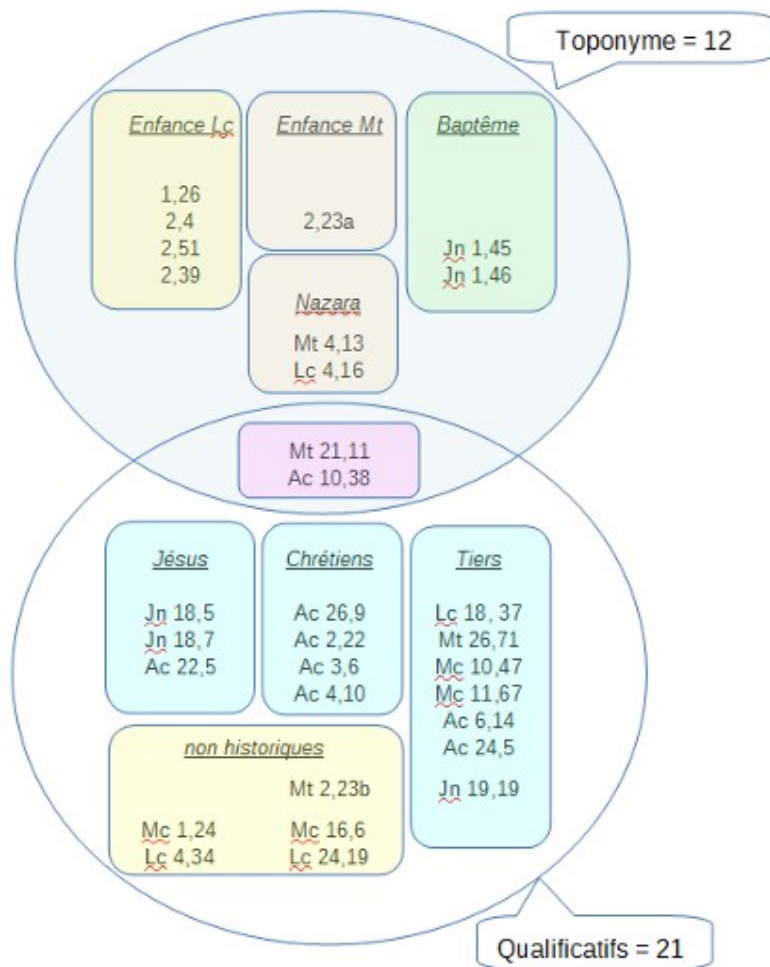 Toponyme = 12
Enfance Lc
1,26
2,4
2,51
2,39
Enfance Mt
2,23a
Baptême
Jn 1,45
Jn 1,46
Nazara
Mt 4,13
Lc 4,16
Mt 21,11
Ac 10,38
Jésus
Jn 18,5
Jn 18,7
Ac 22,5
Chrétiens
Ac 26,9
Ac 2,22
Ac 3,6
Ac 4,10
Tiers
Lc 18, 37
Mt 26,71
Mc 10,47
Mc 11,67
Ac 6,14
Ac 24,5
Jn 19,19
non historiques
Mt 2,23b
Mc 1,24
Lc 4,34
Mc 16,6
Lc 24,19
Qualificatifs = 21